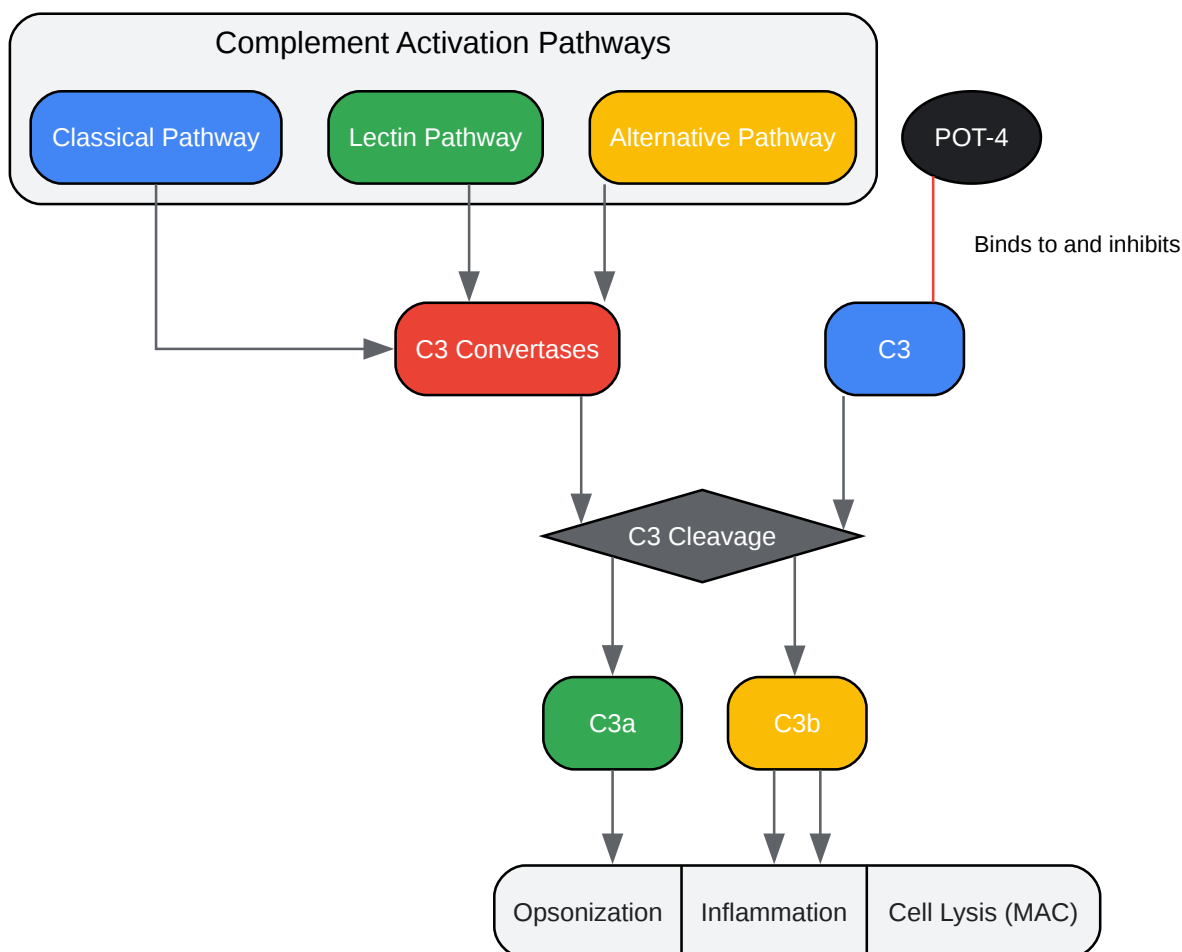 Complement Activation Pathways
Classical Pathway
Lectin Pathway
Alternative Pathway
POT-4
Binds to and inhibits
C3 Convertases
C3
C3 Cleavage
C3a
C3b
Opsonization
Inflammation
Cell Lysis (MAC)